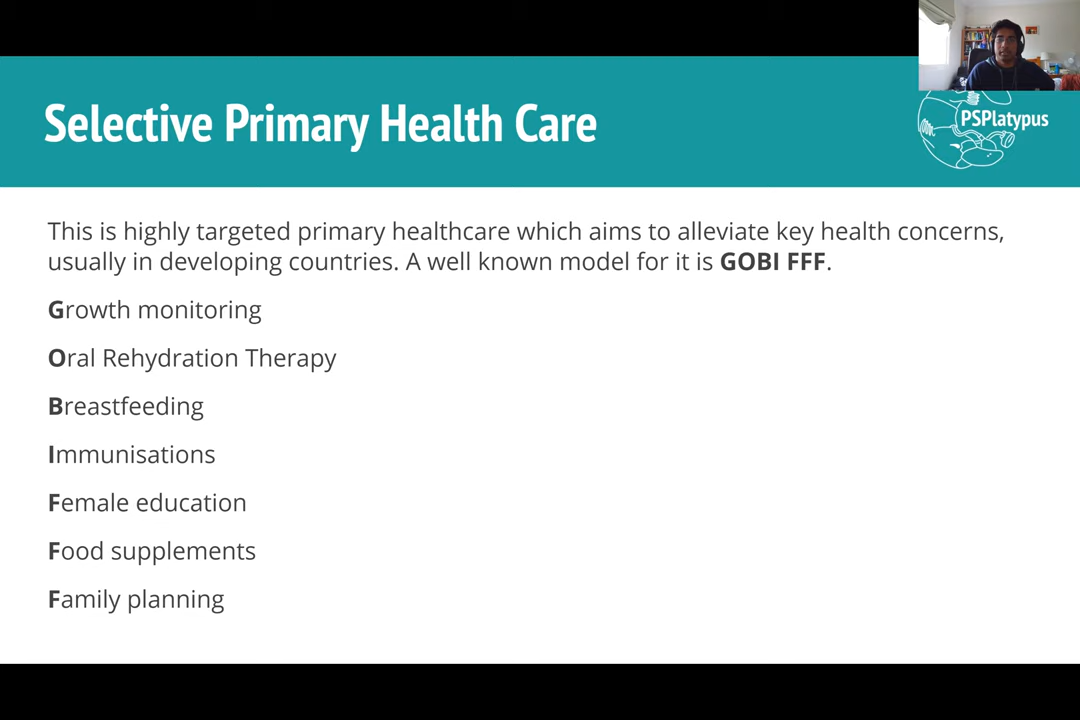 Selective Primary Health Care
PSPlatypus
This is highly targeted primary healthcare which aims to alleviate key health concerns,
usually in developing countries. A well known model for it is GOBI FFF.
Growth monitoring
Oral Rehydration Therapy
Breastfeeding
Immunisations
Female education
Food supplements
Family planning